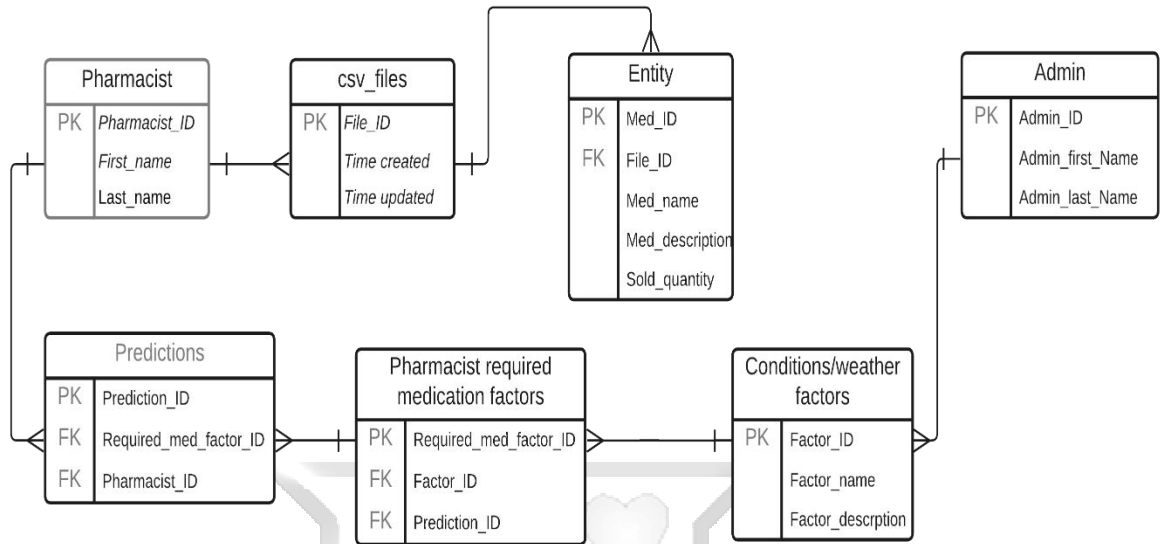 Pharmacist
PK Pharmacist_ID
First_name
Last_name
csv_files
PK File_ID
Time created
Time updated
Entity
PK Med_ID
FK File_ID
Med_name
Med_description
Sold_quantity
Admin
PK Admin_ID
Admin_first_Name
Admin_last_Name
Predictions
PK Prediction_ID
FK Required_med_factor_ID
FK Pharmacist_ID
Pharmacist required
medication factors
PK Required_med_factor_ID
FK Factor_ID
FK Prediction_ID
Conditions/weather
factors
PK Factor_ID
Factor_name
Factor_descrption